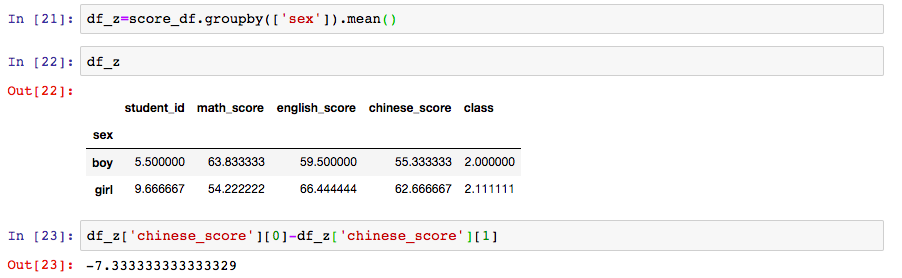 In [21]: df_z=score_df.groupby(['sex']).mean()
In [22]: df_z
Out[22]:
student_id math_score english_score chinese_score class
sex
boy 5.500000 63.833333 59.500000 55.333333 2.000000
girl 9.666667 54.222222 66.444444 62.666667 2.111111
In [23]: df_z['chinese_score'][0]-df_z['chinese_score'][1]
Out[23]: -7.333333333333329